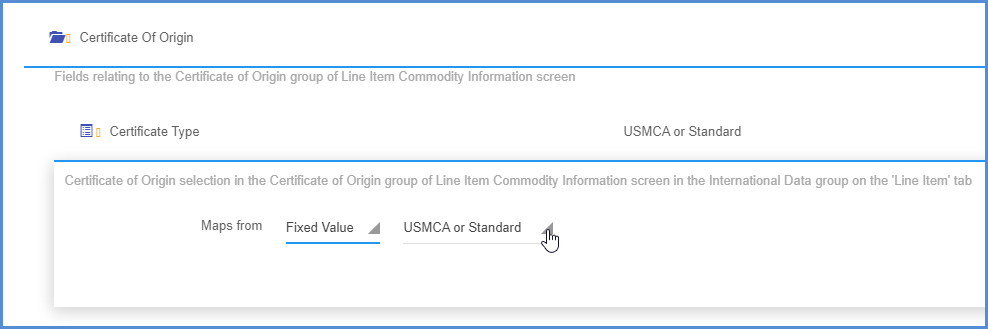 Certificate Of Origin
Fields relating to the Certificate of Origin group of Line Item Commodity Information screen
Certificate Type USMCA or Standard
Certificate of Origin selection in the Certificate of Origin group of Line Item Commodity Information screen in the International Data group on the 'Line Item' tab
Maps from Fixed Value USMCA or Standard